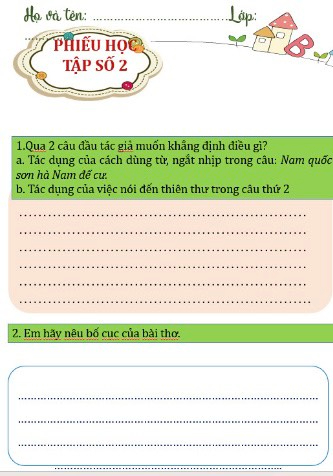 Họ và tên: ........................................ Lớp: ..........
PHIẾU HỌC
TẬP SỐ 2
1.Qua 2 câu đầu tác giả muốn khẳng định điều gì?
a. Tác dụng của cách dùng từ, ngắt nhịp trong câu: Nam quốc
sơn hà Nam đế cư.
b. Tác dụng của việc nói đến thiên thư trong câu thứ 2
2. Em hãy nêu bố cục của bài thơ.